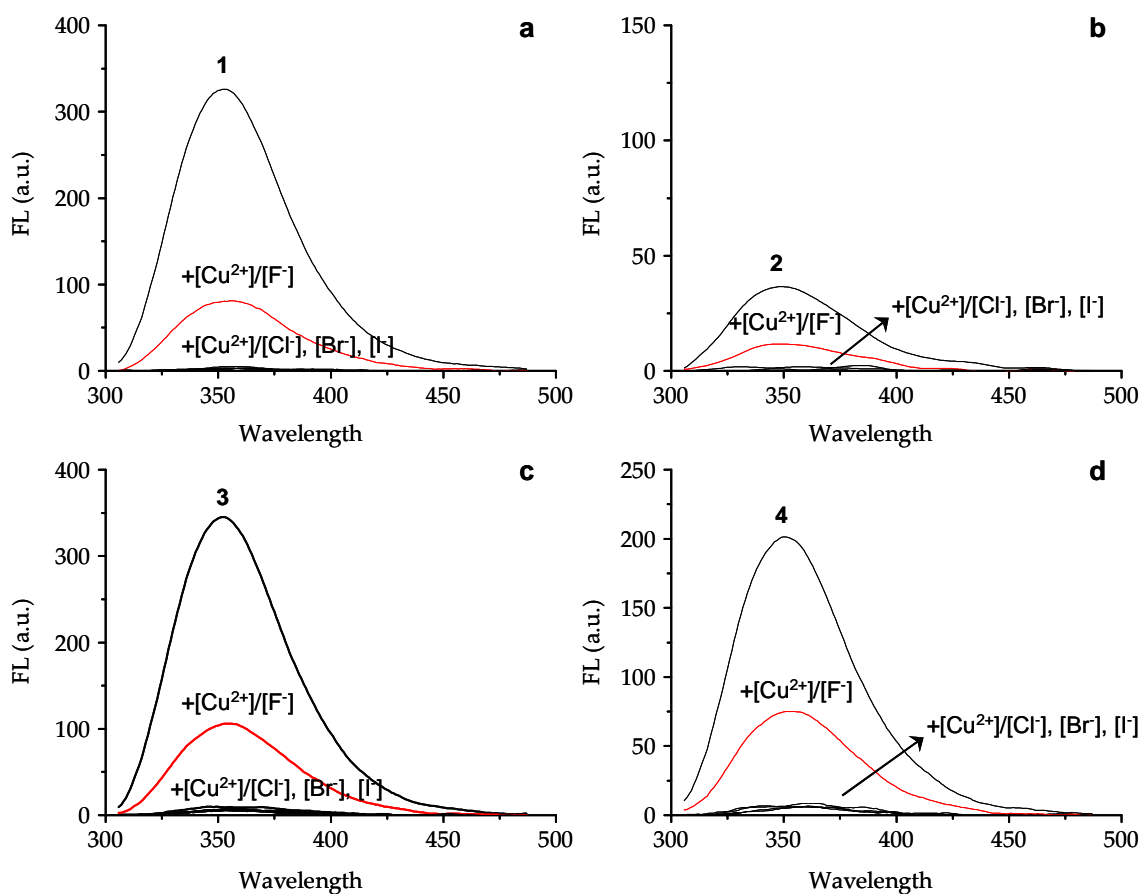 a
400
300
200
100
0
FL (a.u.)
1
+[Cu²⁺]/[F⁻]
+[Cu²⁺]/[Cl⁻], [Br⁻], [I⁻]
300 350 400 450 500
Wavelength
b
150
100
50
0
FL (a.u.)
2
+[Cu²⁺]/[Cl⁻], [Br⁻], [I⁻]
+[Cu²⁺]/[F⁻]
300 350 400 450 500
Wavelength
c
400
300
200
100
0
FL (a.u.)
3
+[Cu²⁺]/[F⁻]
+[Cu²⁺]/[Cl⁻], [Br⁻], [I⁻]
300 350 400 450 500
Wavelength
d
250
200
150
100
50
0
FL (a.u.)
4
+[Cu²⁺]/[F⁻]
+[Cu²⁺]/[Cl⁻], [Br⁻], [I⁻]
300 350 400 450 500
Wavelength